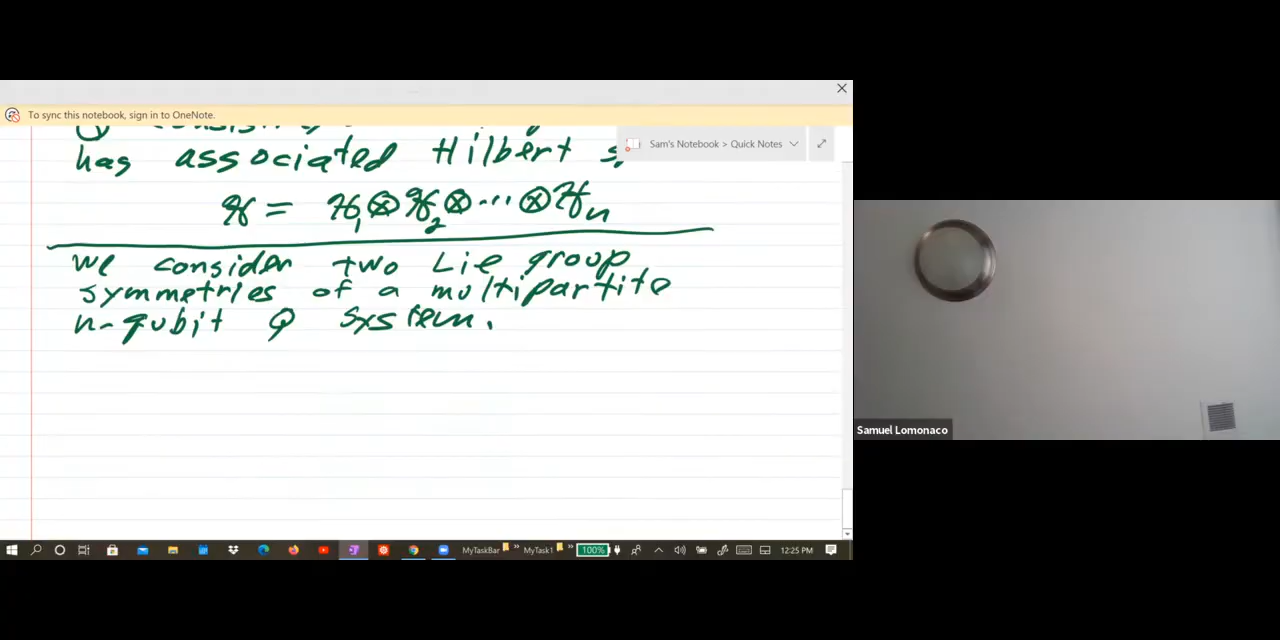 To sync this notebook, sign in to OneNote.
Sam's Notebook > Quick Notes
has associated Hilbert
ℋ = ℋ₁⊗ℋ₂⊗···⊗ℋₙ
we consider two Lie group
symmetries of a multipartite
n-qubit Q system.
Samuel Lomonaco
MyTaskBar
MyTask1
100%
12:25 PM